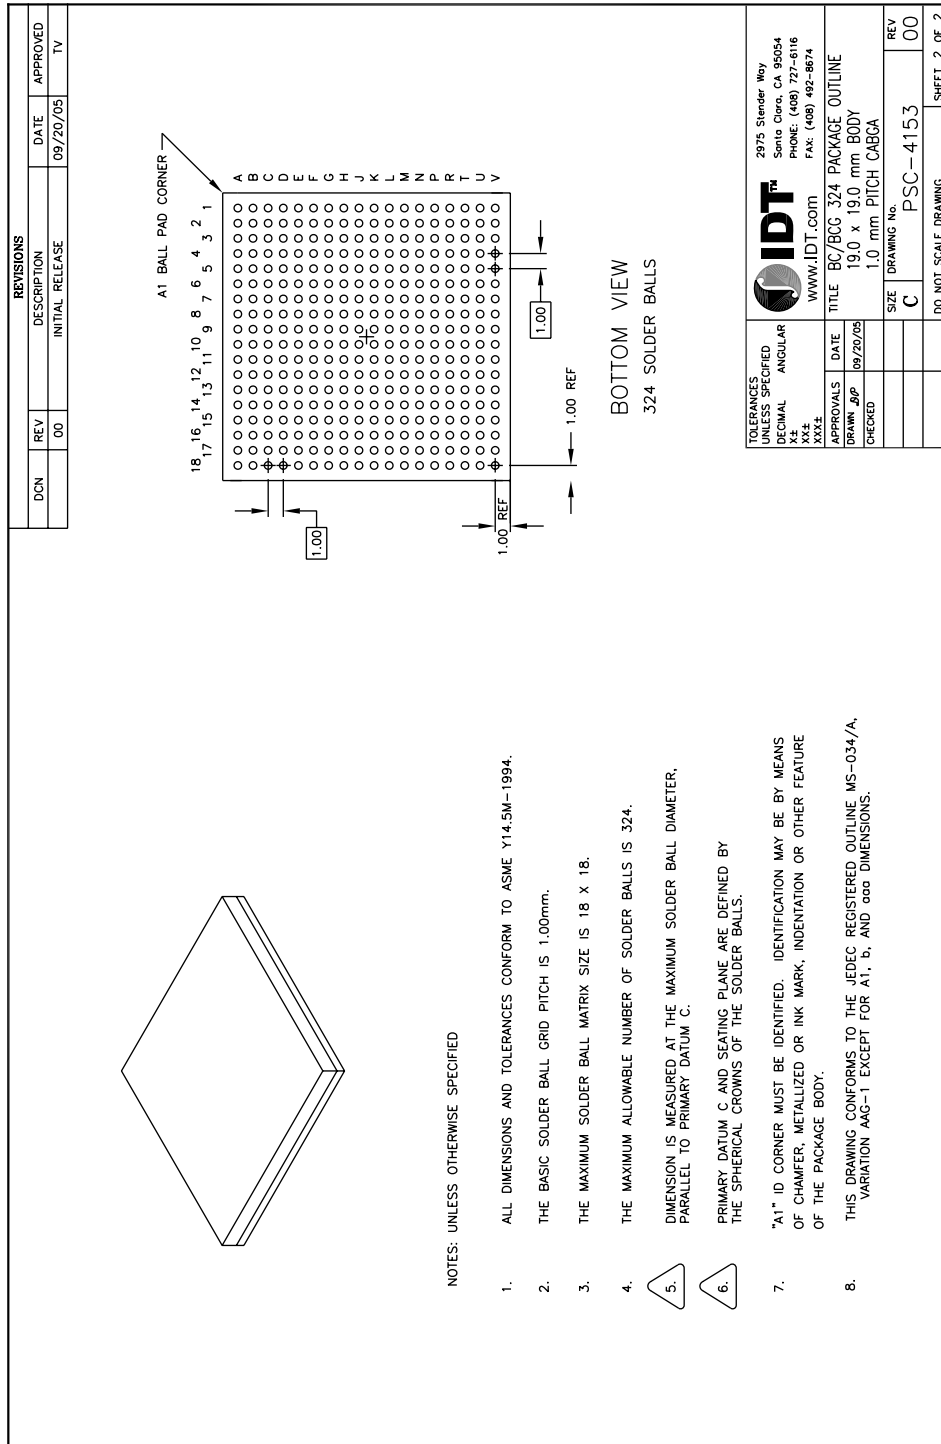 REVISIONS
DCN REV DESCRIPTION DATE APPROVED
00 INITIAL RELEASE 09/20/05 TV
A1 BALL PAD CORNER
18 17 16 15 14 13 12 11 10 9 8 7 6 5 4 3 2 1
A
B
C
D
E
F
G
H
J
K
L
M
N
P
R
T
U
V
1.00
1.00
1.00 REF
1.00 REF
BOTTOM VIEW
324 SOLDER BALLS
NOTES: UNLESS OTHERWISE SPECIFIED
1. ALL DIMENSIONS AND TOLERANCES CONFORM TO ASME Y14.5M-1994.
2. THE BASIC SOLDER BALL GRID PITCH IS 1.00mm.
3. THE MAXIMUM SOLDER BALL MATRIX SIZE IS 18 X 18.
4. THE MAXIMUM ALLOWABLE NUMBER OF SOLDER BALLS IS 324.
5. DIMENSION IS MEASURED AT THE MAXIMUM SOLDER BALL DIAMETER,
PARALLEL TO PRIMARY DATUM C.
6. PRIMARY DATUM C AND SEATING PLANE ARE DEFINED BY
THE SPHERICAL CROWNS OF THE SOLDER BALLS.
7. "A1" ID CORNER MUST BE IDENTIFIED. IDENTIFICATION MAY BE BY MEANS
OF CHAMFER, METALLIZED OR INK MARK, INDENTATION OR OTHER FEATURE
OF THE PACKAGE BODY.
8. THIS DRAWING CONFORMS TO THE JEDEC REGISTERED OUTLINE MS-034/A,
VARIATION AAG-1 EXCEPT FOR A1, b, AND aaa DIMENSIONS.
TOLERANCES
UNLESS SPECIFIED
DECIMAL ANGULAR
X±
XX±
XXX±
APPROVALS DATE
DRAWN 09/20/05
CHECKED
IDT™
www.IDT.com
2975 Stender Way
Santa Clara, CA 95054
PHONE: (408) 727-6116
FAX: (408) 492-8674
TITLE BC/BCG 324 PACKAGE OUTLINE
19.0 x 19.0 mm BODY
1.0 mm PITCH CABGA
SIZE DRAWING No. REV
C PSC-4153 00
DO NOT SCALE DRAWING SHEET 2 OF 2